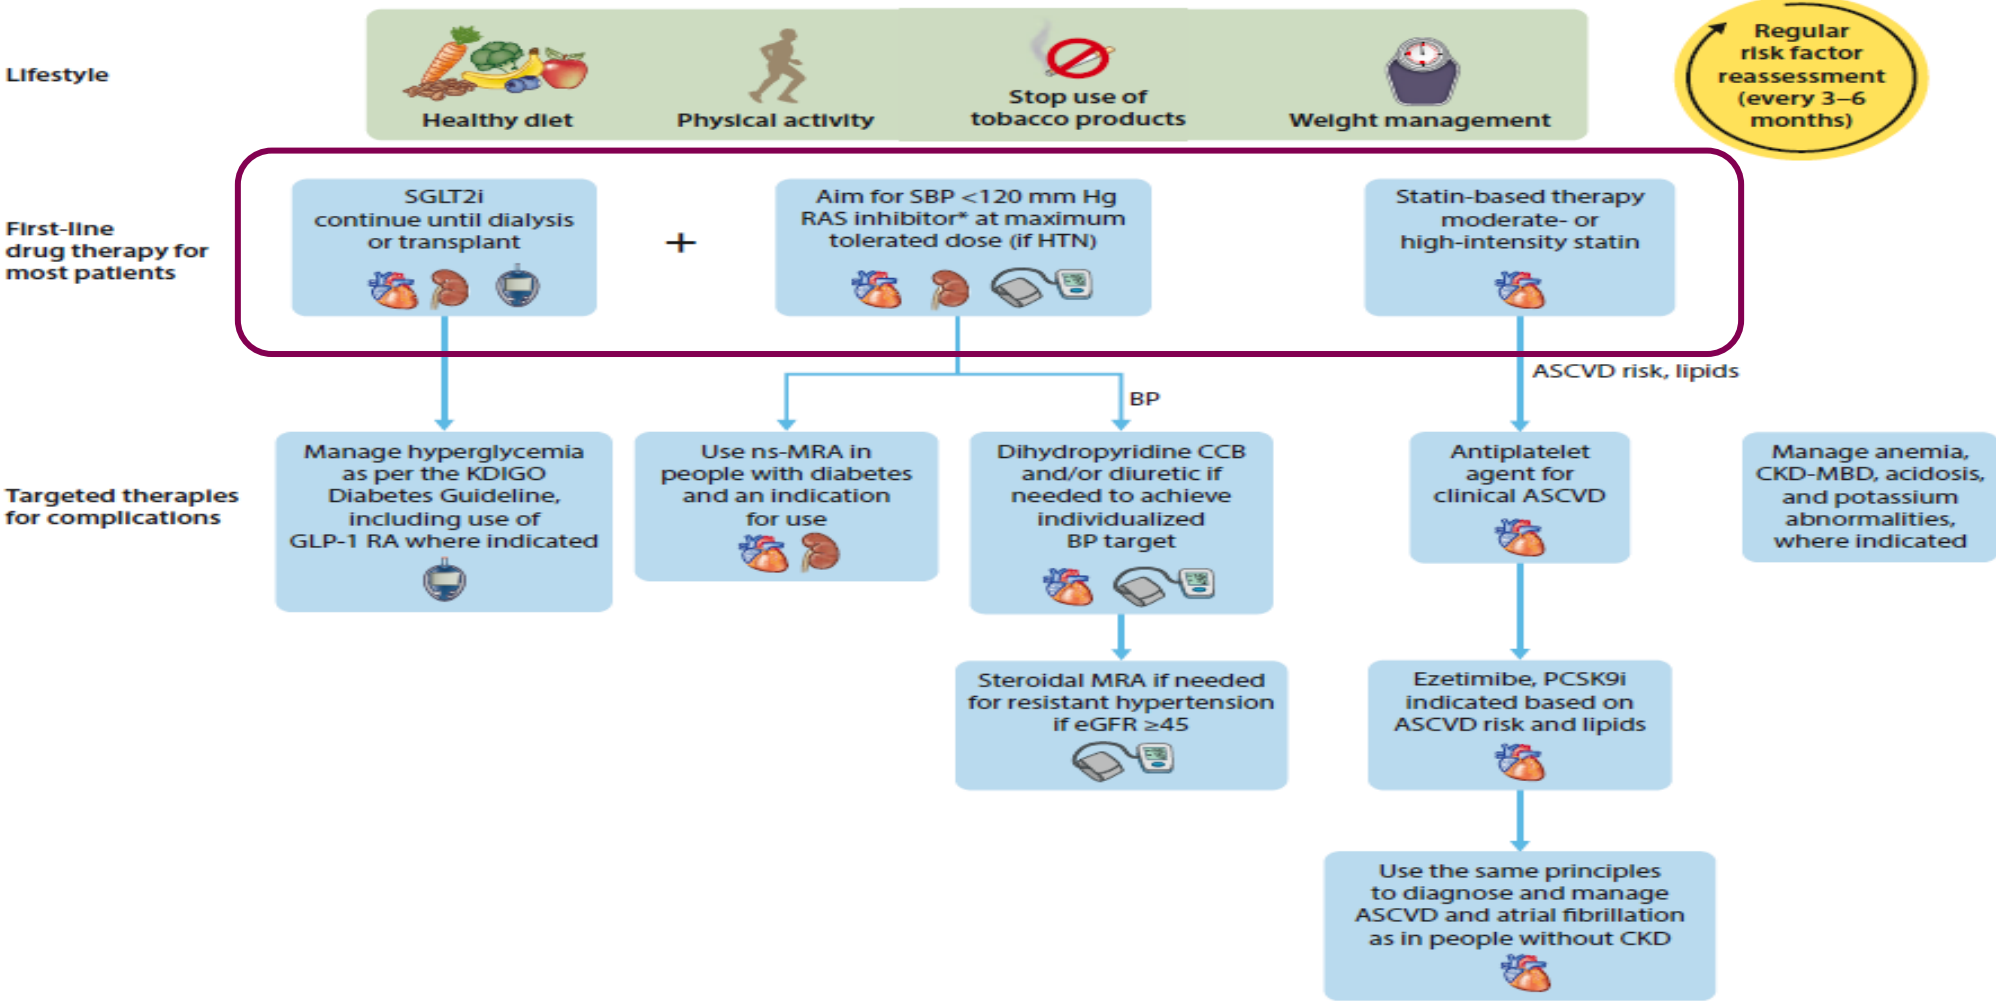 Lifestyle
Healthy diet
Physical activity
Stop use of
tobacco products
Weight management
Regular
risk factor
reassessment
(every 3–6
months)
First-line
drug therapy for
most patients
SGLT2i
continue until dialysis
or transplant
+
Aim for SBP <120 mm Hg
RAS inhibitor* at maximum
tolerated dose (if HTN)
Statin-based therapy
moderate- or
high-intensity statin
ASCVD risk, lipids
BP
Targeted therapies
for complications
Manage hyperglycemia
as per the KDIGO
Diabetes Guideline,
including use of
GLP-1 RA where indicated
Use ns-MRA in
people with diabetes
and an indication
for use
Dihydropyridine CCB
and/or diuretic if
needed to achieve
individualized
BP target
Antiplatelet
agent for
clinical ASCVD
Manage anemia,
CKD-MBD, acidosis,
and potassium
abnormalities,
where indicated
Steroidal MRA if needed
for resistant hypertension
if eGFR ≥45
Ezetimibe, PCSK9i
indicated based on
ASCVD risk and lipids
Use the same principles
to diagnose and manage
ASCVD and atrial fibrillation
as in people without CKD